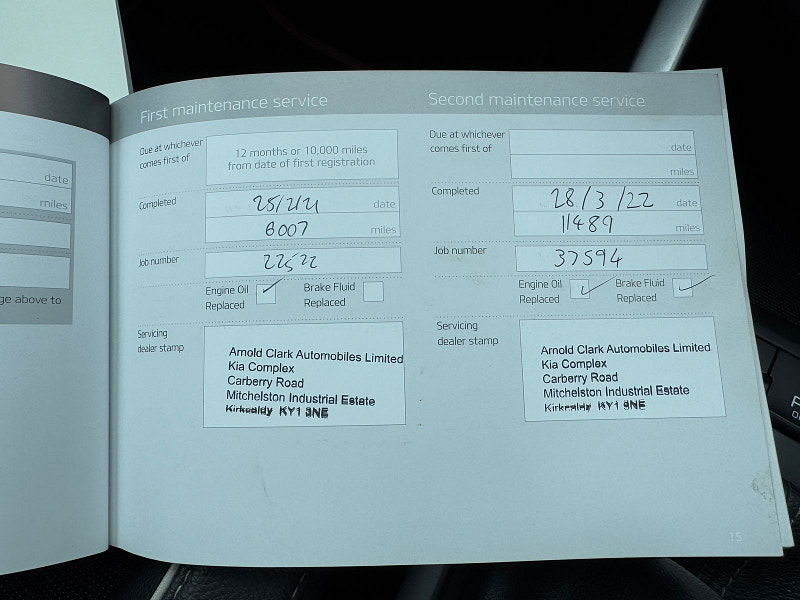 date
miles
ge above to
First maintenance service
Due at whichever
comes first of
12 months or 10,000 miles
from date of first registration
Completed
25/2/21 date
6007 miles
Job number
22522
Engine Oil
Replaced
Brake Fluid
Replaced
Servicing
dealer stamp
Arnold Clark Automobiles Limited
Kia Complex
Carberry Road
Mitchelston Industrial Estate
Kirkcaldy KY1 3NE
Second maintenance service
Due at whichever
comes first of
date
miles
Completed
28/3/22 date
11489 miles
Job number
37594
Engine Oil
Replaced
Brake Fluid
Replaced
Servicing
dealer stamp
Arnold Clark Automobiles Limited
Kia Complex
Carberry Road
Mitchelston Industrial Estate
Kirkcaldy KY1 3NE
15